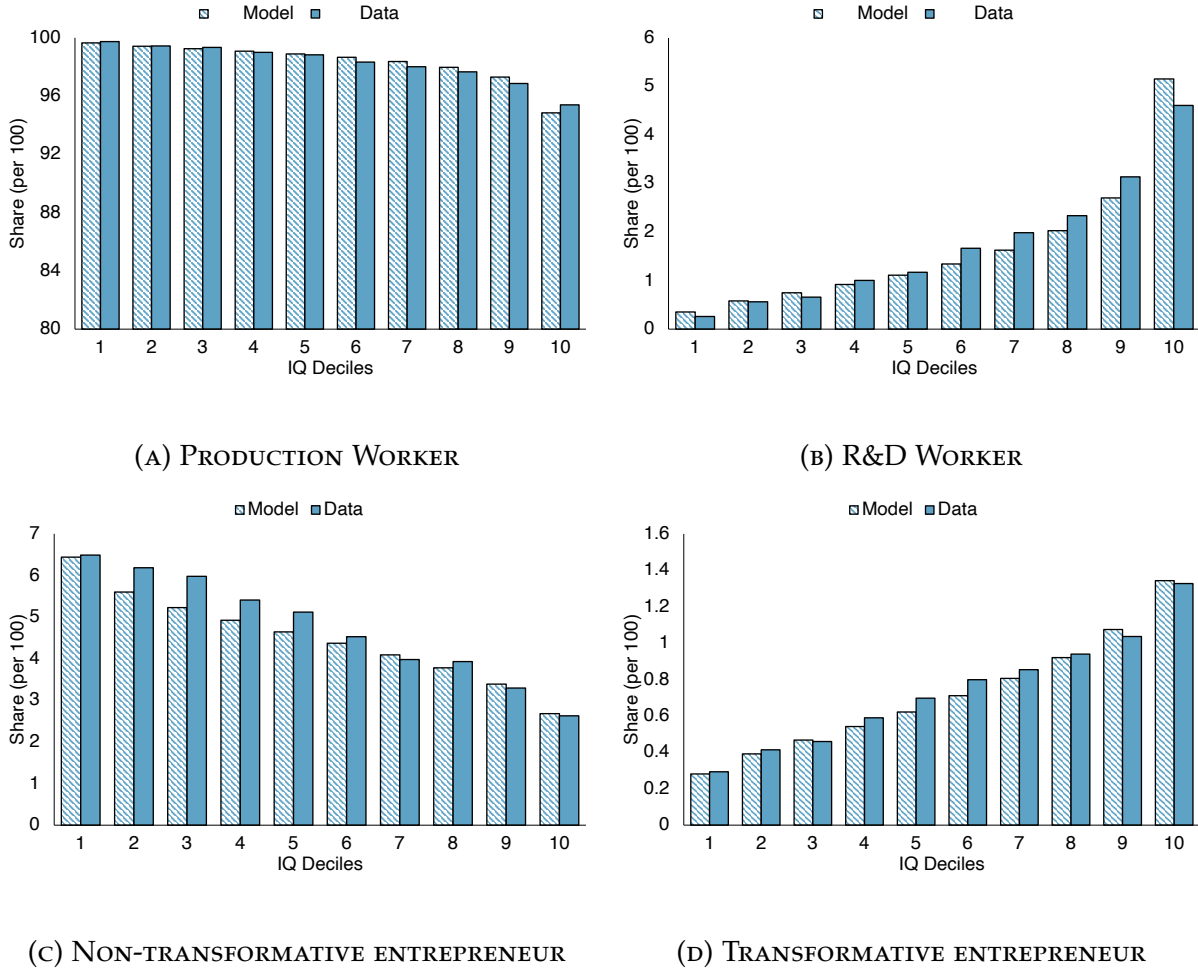 Model Data
100
96
92
88
84
80
Share (per 100)
1 2 3 4 5 6 7 8 9 10
IQ Deciles
(A) Production Worker
Model Data
6
5
4
3
2
1
0
Share (per 100)
1 2 3 4 5 6 7 8 9 10
IQ Deciles
(B) R&D Worker
Model Data
7
6
5
4
3
2
1
0
Share (per 100)
1 2 3 4 5 6 7 8 9 10
IQ Deciles
(C) Non-transformative entrepreneur
Model Data
1.6
1.4
1.2
1
0.8
0.6
0.4
0.2
0
Share (per 100)
1 2 3 4 5 6 7 8 9 10
IQ Deciles
(D) Transformative entrepreneur